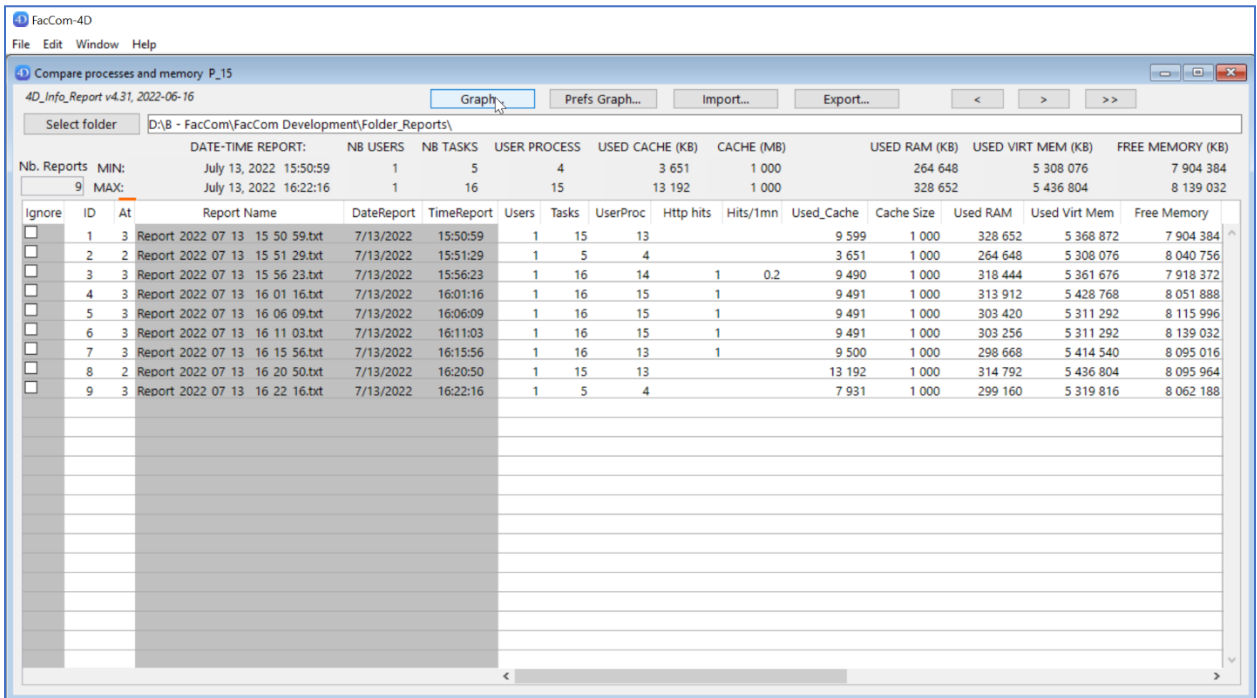 FacCom-4D
File Edit Window Help
Compare processes and memory P_15
4D_Info_Report v4.31, 2022-06-16 Graph... Prefs Graph... Import... Export... < > >>
Select folder D:\B - FacCom\FacCom Development\Folder_Reports\
DATE-TIME REPORT: NB USERS NB TASKS USER PROCESS USED CACHE (KB) CACHE (MB) USED RAM (KB) USED VIRT MEM (KB) FREE MEMORY (KB)
Nb. Reports MIN: July 13, 2022 15:50:59 1 5 4 3 651 1 000 264 648 5 308 076 7 904 384
9 MAX: July 13, 2022 16:22:16 1 16 15 13 192 1 000 328 652 5 436 804 8 139 032
Ignore ID At Report Name DateReport TimeReport Users Tasks UserProc Http hits Hits/1mn Used_Cache Cache Size Used RAM Used Virt Mem Free Memory
1 3 Report 2022 07 13 15 50 59.txt 7/13/2022 15:50:59 1 15 13 9 599 1 000 328 652 5 368 872 7 904 384
2 2 Report 2022 07 13 15 51 29.txt 7/13/2022 15:51:29 1 5 4 3 651 1 000 264 648 5 308 076 8 040 756
3 3 Report 2022 07 13 15 56 23.txt 7/13/2022 15:56:23 1 16 14 1 0.2 9 490 1 000 318 444 5 361 676 7 918 372
4 3 Report 2022 07 13 16 01 16.txt 7/13/2022 16:01:16 1 16 15 1 9 491 1 000 313 912 5 428 768 8 051 888
5 3 Report 2022 07 13 16 06 09.txt 7/13/2022 16:06:09 1 16 15 1 9 491 1 000 303 420 5 311 292 8 115 996
6 3 Report 2022 07 13 16 11 03.txt 7/13/2022 16:11:03 1 16 15 1 9 491 1 000 303 256 5 311 292 8 139 032
7 3 Report 2022 07 13 16 15 56.txt 7/13/2022 16:15:56 1 16 13 1 9 500 1 000 298 668 5 414 540 8 095 016
8 2 Report 2022 07 13 16 20 50.txt 7/13/2022 16:20:50 1 15 13 13 192 1 000 314 792 5 436 804 8 095 964
9 3 Report 2022 07 13 16 22 16.txt 7/13/2022 16:22:16 1 5 4 7 931 1 000 299 160 5 319 816 8 062 188